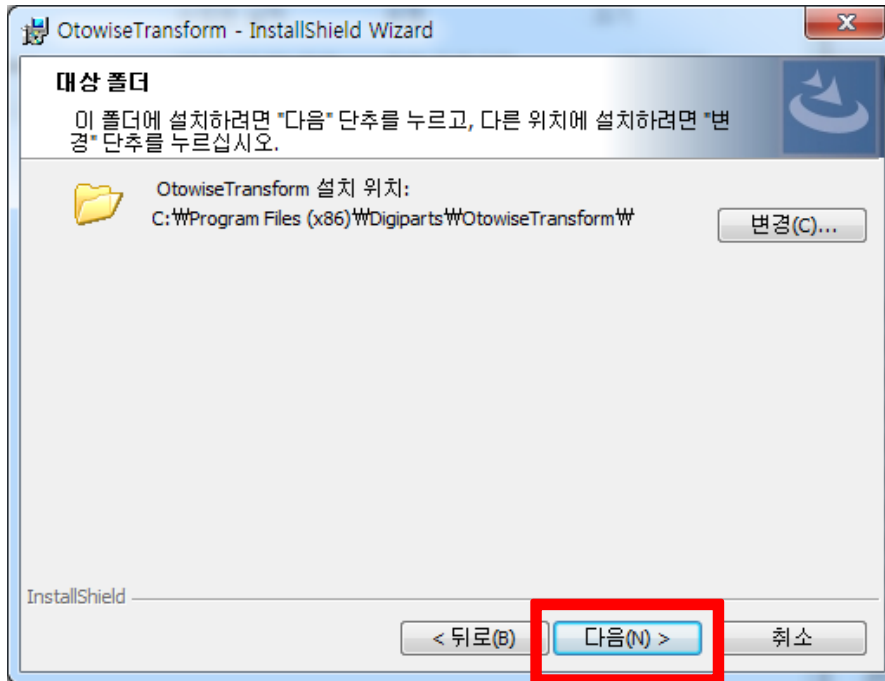 OtowiseTransform - InstallShield Wizard
대상 폴더
이 폴더에 설치하려면 "다음" 단추를 누르고, 다른 위치에 설치하려면 "변
경" 단추를 누르십시오.
OtowiseTransform 설치 위치:
C:₩Program Files (x86)₩Digiparts₩OtowiseTransform₩
변경(C)...
InstallShield
< 뒤로(B)
다음(N) >
취소